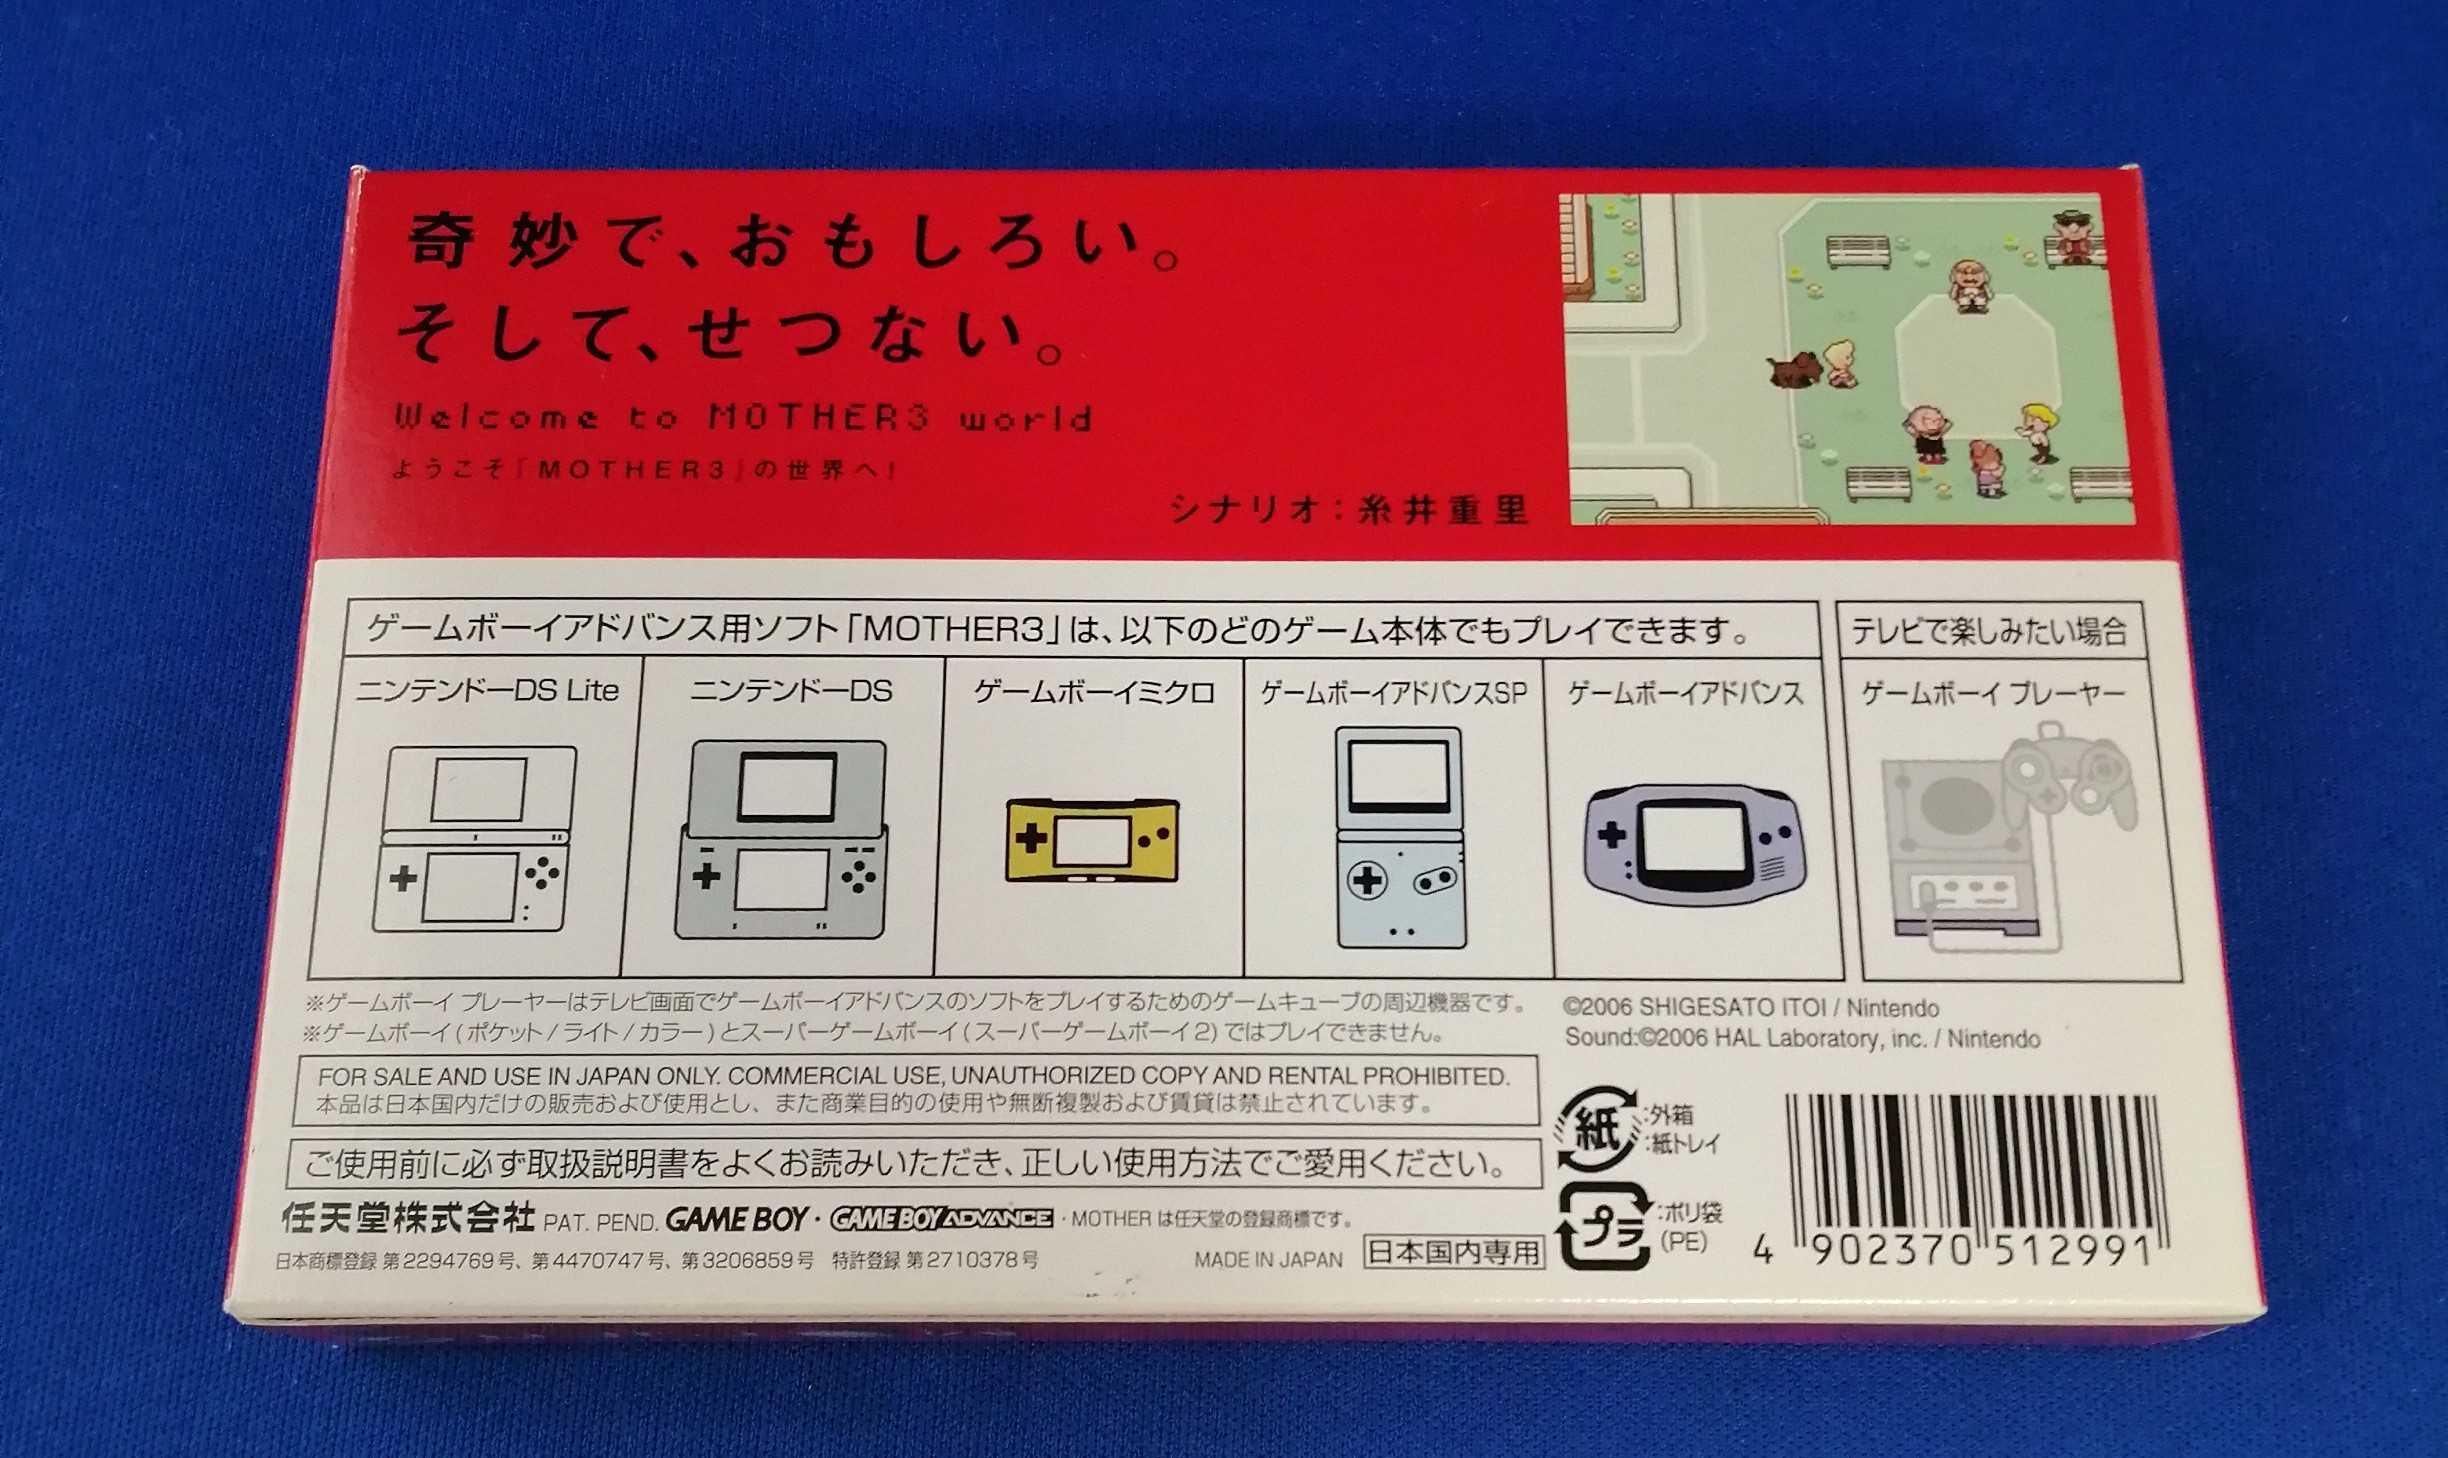 奇妙で、おもしろい。
そして、せつない。
Welcome to MOTHER3 world
ようこそ「MOTHER3」の世界へ!
シナリオ:糸井重里
ゲームボーイアドバンス用ソフト「MOTHER3」は、以下のどのゲーム本体でもプレイできます。
テレビで楽しみたい場合
ニンテンドーDS Lite
ニンテンドーDS
ゲームボーイミクロ
ゲームボーイアドバンスSP
ゲームボーイアドバンス
ゲームボーイ プレーヤー
※ゲームボーイ プレーヤーはテレビ画面でゲームボーイアドバンスのソフトをプレイするためのゲームキューブの周辺機器です。
※ゲームボーイ(ポケット/ライト/カラー)とスーパーゲームボーイ(スーパーゲームボーイ2)ではプレイできません。
©2006 SHIGESATO ITOI / Nintendo
Sound:©2006 HAL Laboratory, inc. / Nintendo
FOR SALE AND USE IN JAPAN ONLY. COMMERCIAL USE, UNAUTHORIZED COPY AND RENTAL PROHIBITED.
本品は日本国内だけの販売および使用とし、また商業目的の使用や無断複製および賃貸は禁止されています。
ご使用前に必ず取扱説明書をよくお読みいただき、正しい使用方法でご愛用ください。
紙 :外箱
:紙トレイ
プラ :ポリ袋
(PE)
任天堂株式会社 PAT. PEND. GAME BOY・GAME BOY ADVANCE・MOTHER は任天堂の登録商標です。
日本商標登録 第2294769号、第4470747号、第3206859号 特許登録 第2710378号
MADE IN JAPAN 日本国内専用
4 902370 512991